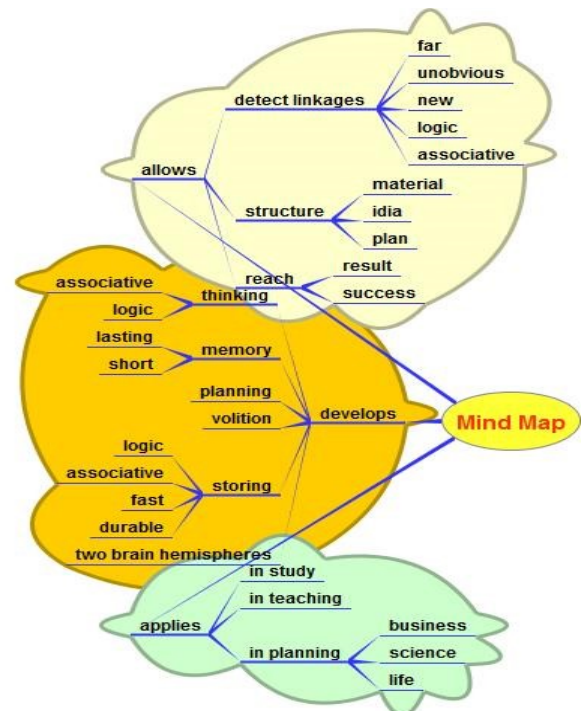 far
unobvious
detect linkages
new
logic
associative
allows
material
structure
idia
plan
result
reach
success
associative
thinking
logic
lasting
memory
short
planning
develops
Mind Map
volition
logic
associative
storing
fast
durable
two brain hemispheres
in study
in teaching
applies
business
in planning
science
life